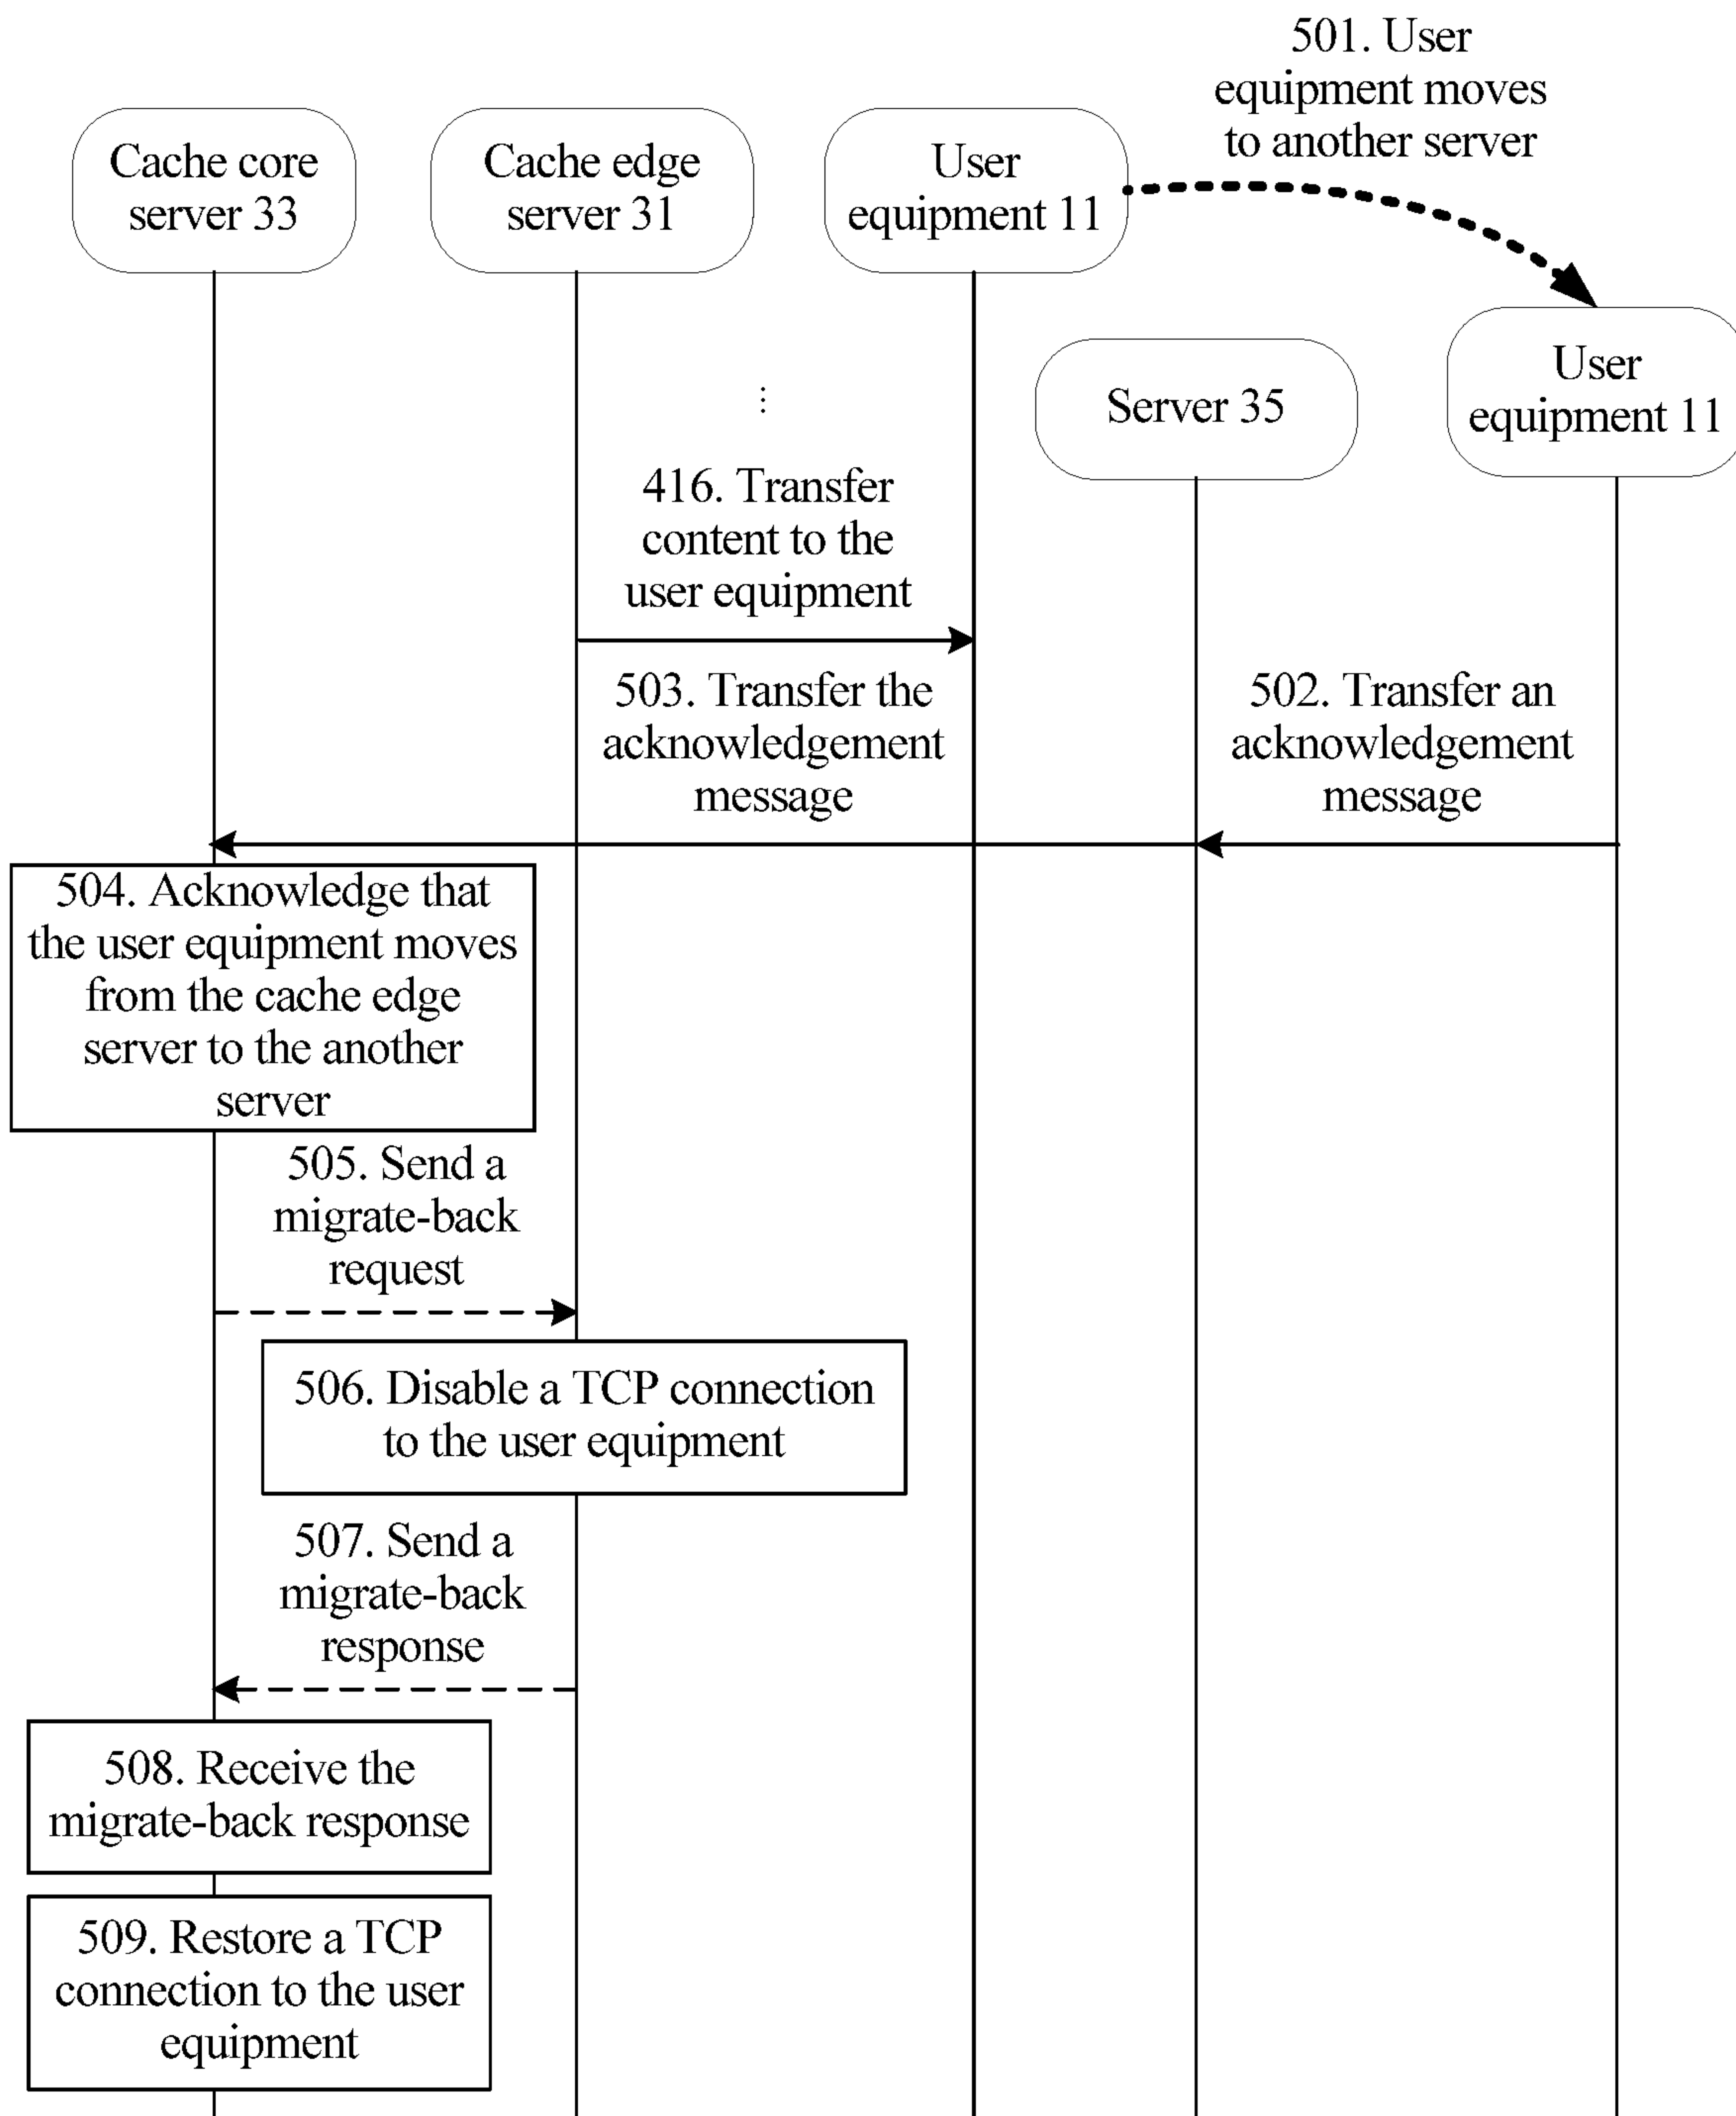 501. User
equipment moves
to another server
Cache core
server 33
Cache edge
server 31
User
equipment 11
Server 35
User
equipment 11
416. Transfer
content to the
user equipment
503. Transfer the
acknowledgement
message
502. Transfer an
acknowledgement
message
504. Acknowledge that
the user equipment moves
from the cache edge
server to the another
server
505. Send a
migrate-back
request
506. Disable a TCP connection
to the user equipment
507. Send a
migrate-back
response
508. Receive the
migrate-back response
509. Restore a TCP
connection to the user
equipment